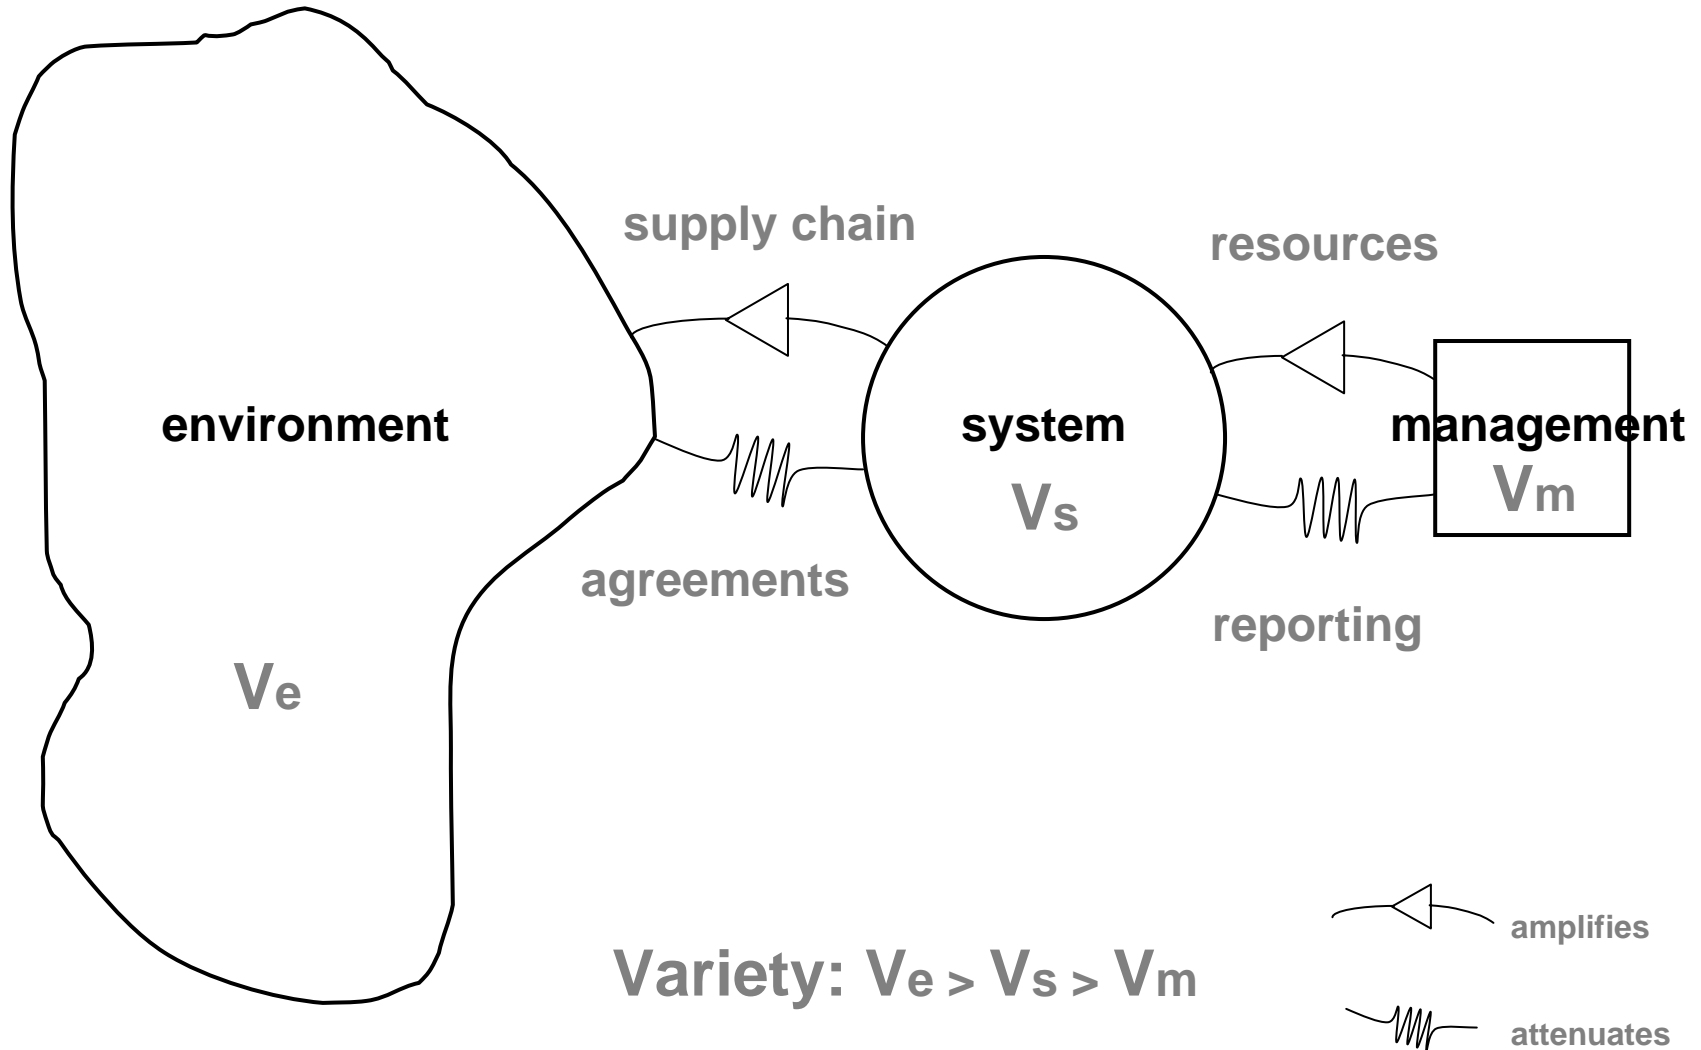 supply chain
resources
environment
system
management
Vs
Vm
agreements
reporting
Ve
amplifies
Variety: Ve > Vs > Vm
attenuates